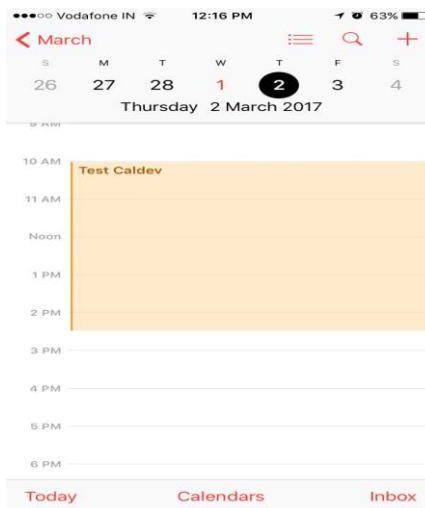 Vodafone IN 12:16 PM 63%
March
S M T W T F S
26 27 28 1 2 3 4
Thursday 2 March 2017
9 AM
10 AM
Test Caldev
11 AM
Noon
1 PM
2 PM
3 PM
4 PM
5 PM
6 PM
Today Calendars Inbox